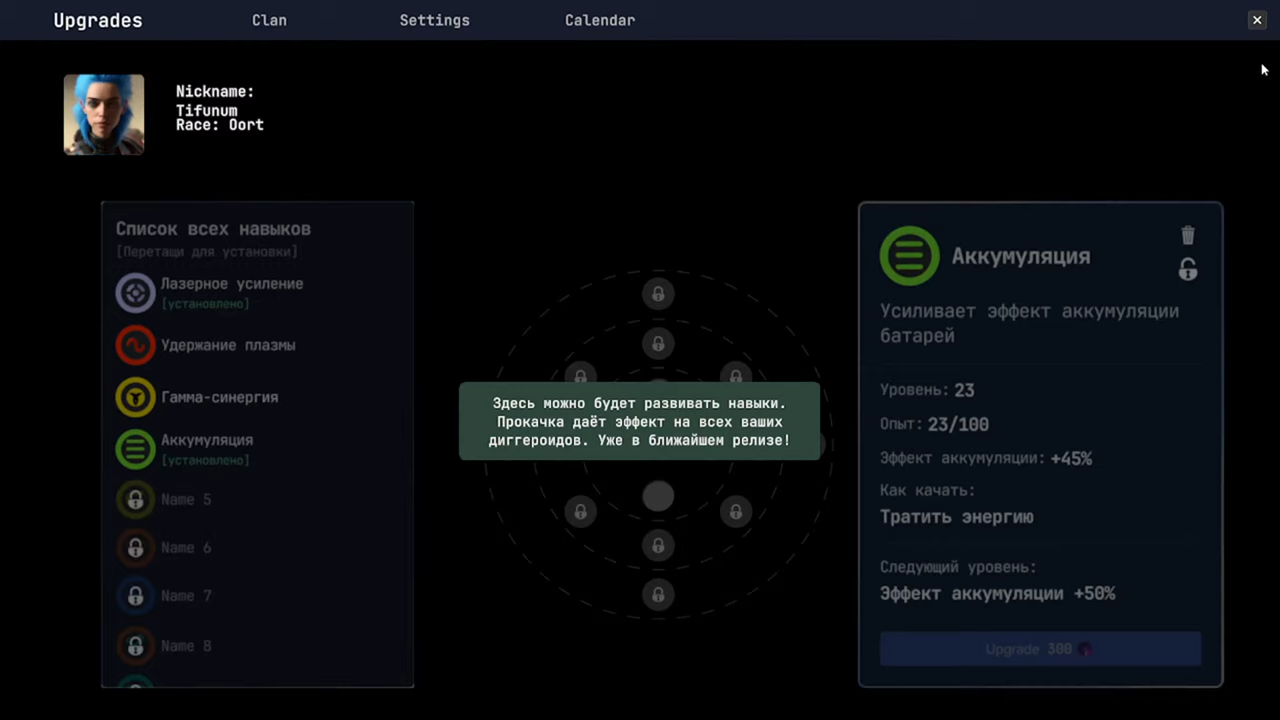 Upgrades
Clan
Settings
Calendar
Nickname:
Tifunum
Race: Oort
Список всех навыков
[Перетащи для установки]
Лазерное усиление
[установлено]
Удержание плазмы
Гамма-синергия
Аккумуляция
[установлено]
Name 5
Name 6
Name 7
Name 8
Здесь можно будет развивать навыки.
Прокачка даёт эффект на всех ваших
диггероидов. Уже в ближайшем релизе!
Аккумуляция
Усиливает эффект аккумуляции
батарей
Уровень: 23
Опыт: 23/100
Эффект аккумуляции: +45%
Как качать:
Тратить энергию
Следующий уровень:
Эффект аккумуляции +50%
Upgrade 300